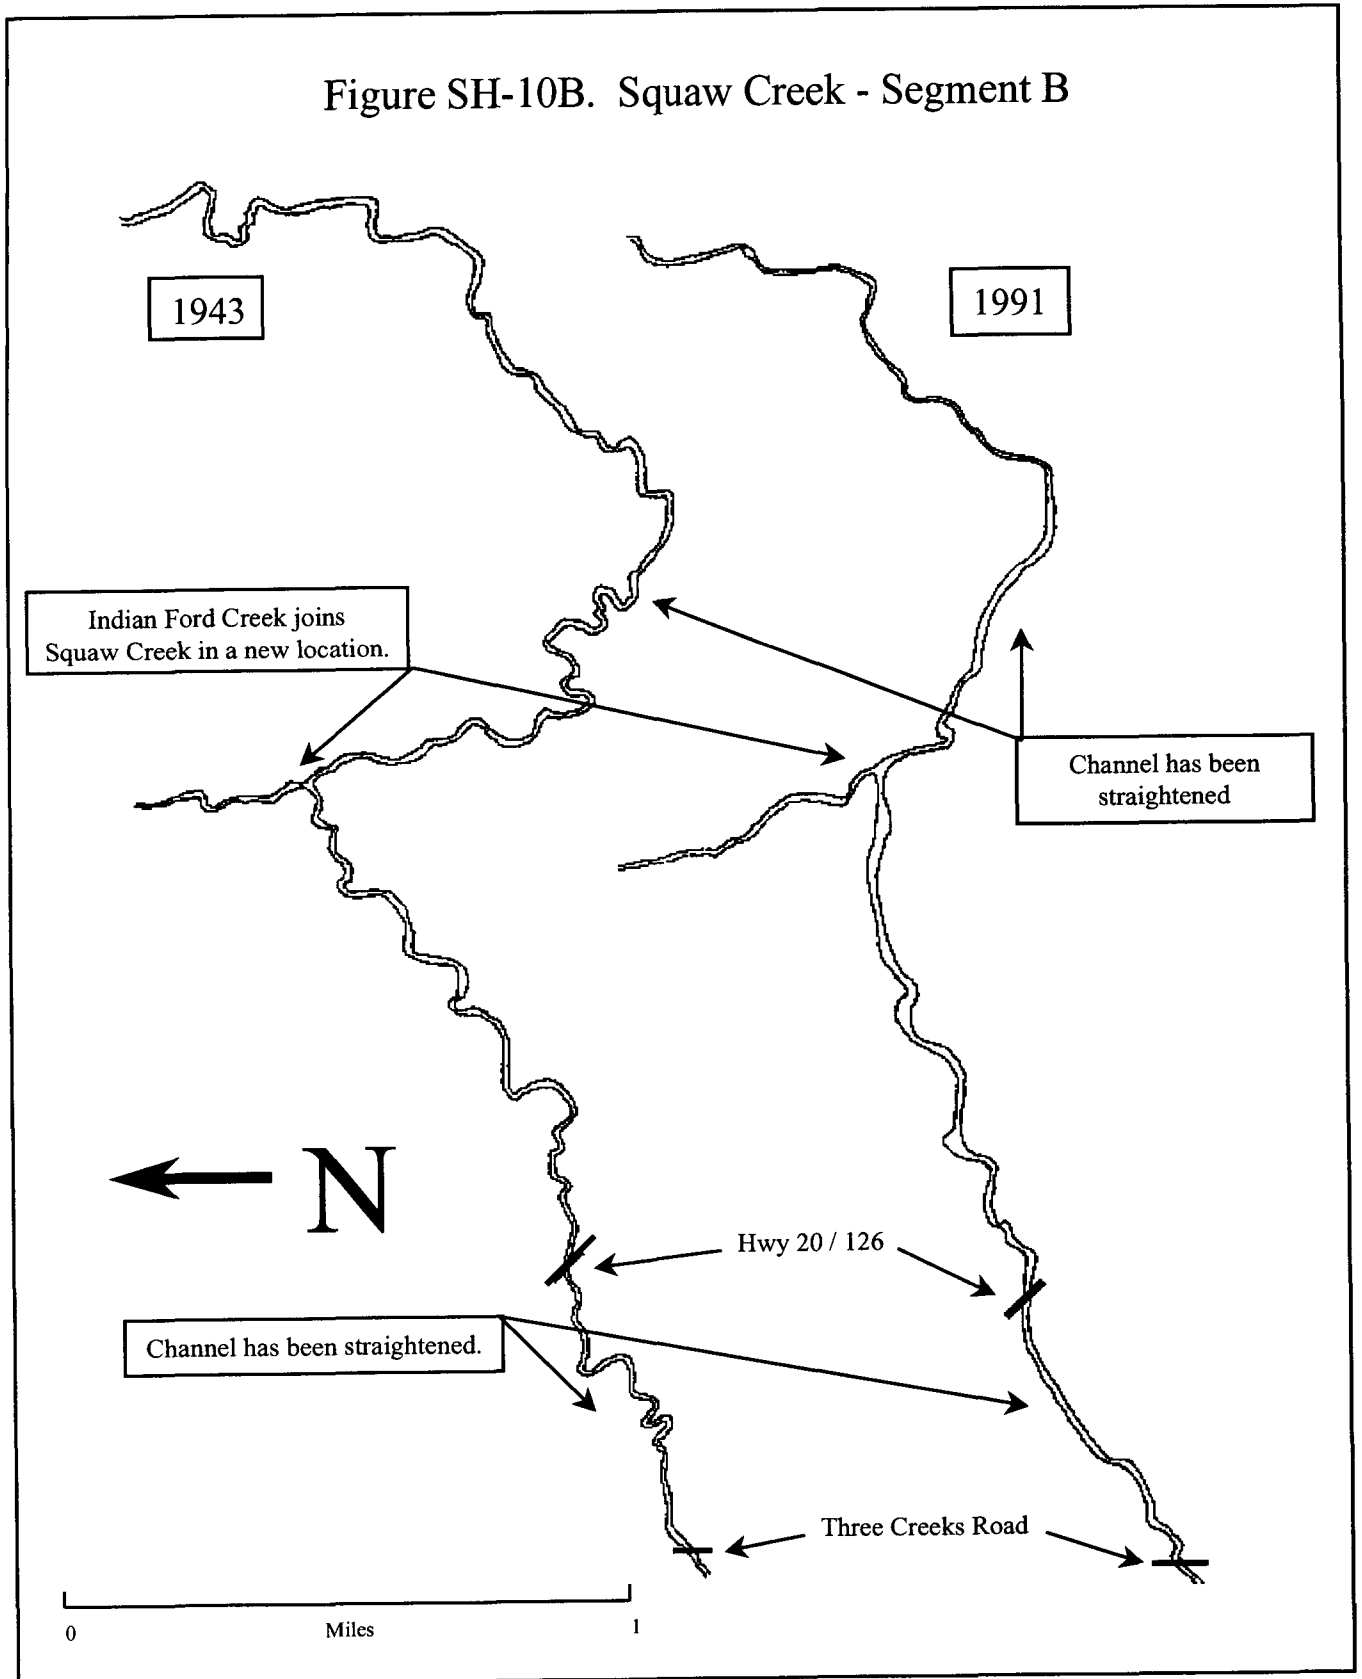 Figure SH-10B. Squaw Creek - Segment B
1943
1991
Indian Ford Creek joins
Squaw Creek in a new location.
Channel has been
straightened
N
Hwy 20 / 126
Channel has been straightened.
Three Creeks Road
0 Miles 1